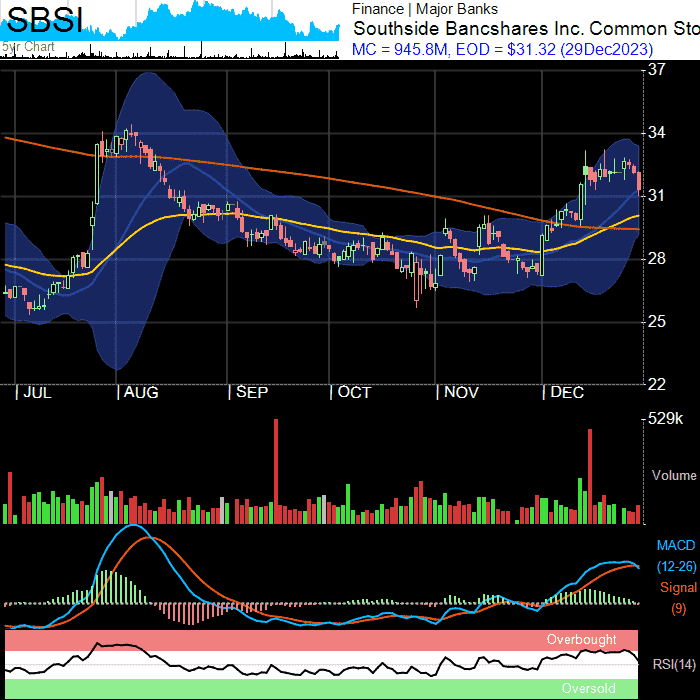 SBSI
5yr Chart
Finance | Major Banks
Southside Bancshares Inc. Common Sto
MC = 945.8M, EOD = $31.32 (29Dec2023)
37
34
31
28
25
22
| JUL | AUG | SEP | OCT | NOV | DEC
529k
Volume
MACD
(12-26)
Signal
(9)
Overbought
RSI(14)
Oversold